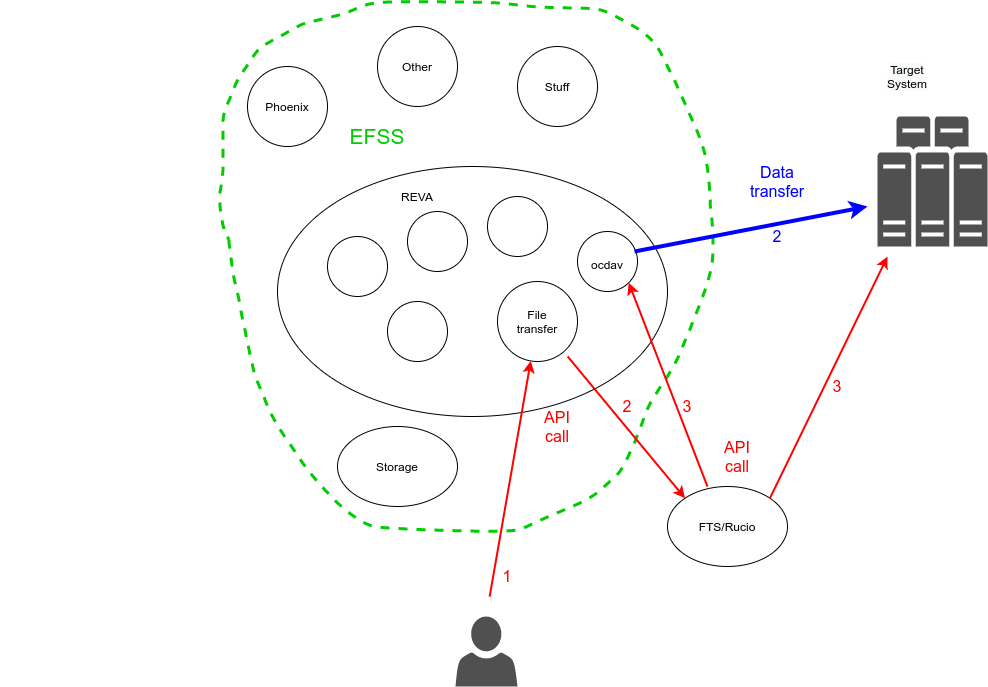 Other
Target
System
Stuff
Phoenix
EFSS
Data
transfer
REVA
2
ocdav
File
transfer
3
2
3
API
call
API
call
Storage
FTS/Rucio
1